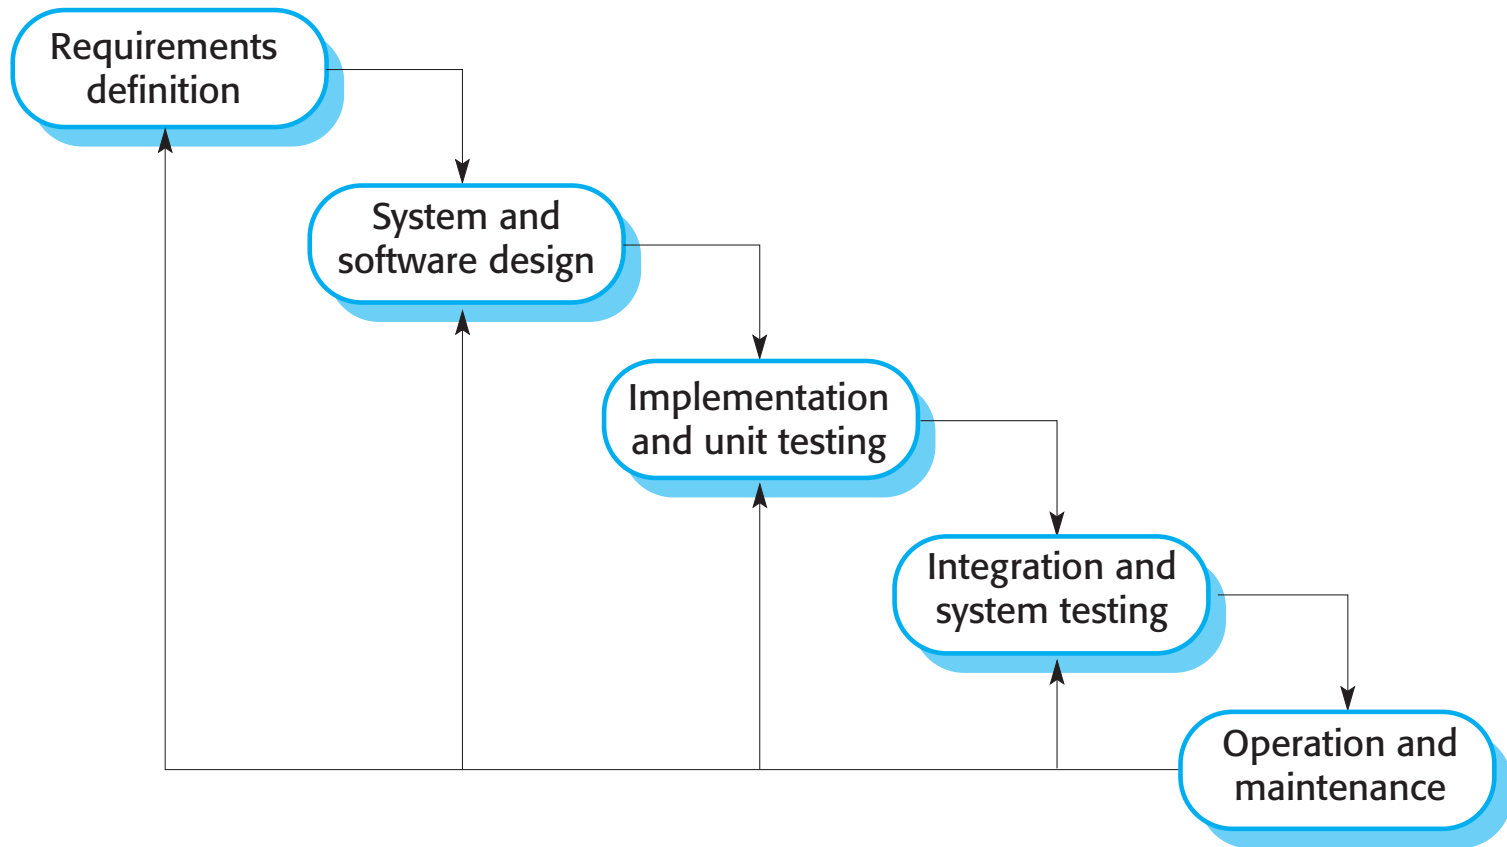 Requirements
definition
System and
software design
Implementation
and unit testing
Integration and
system testing
Operation and
maintenance